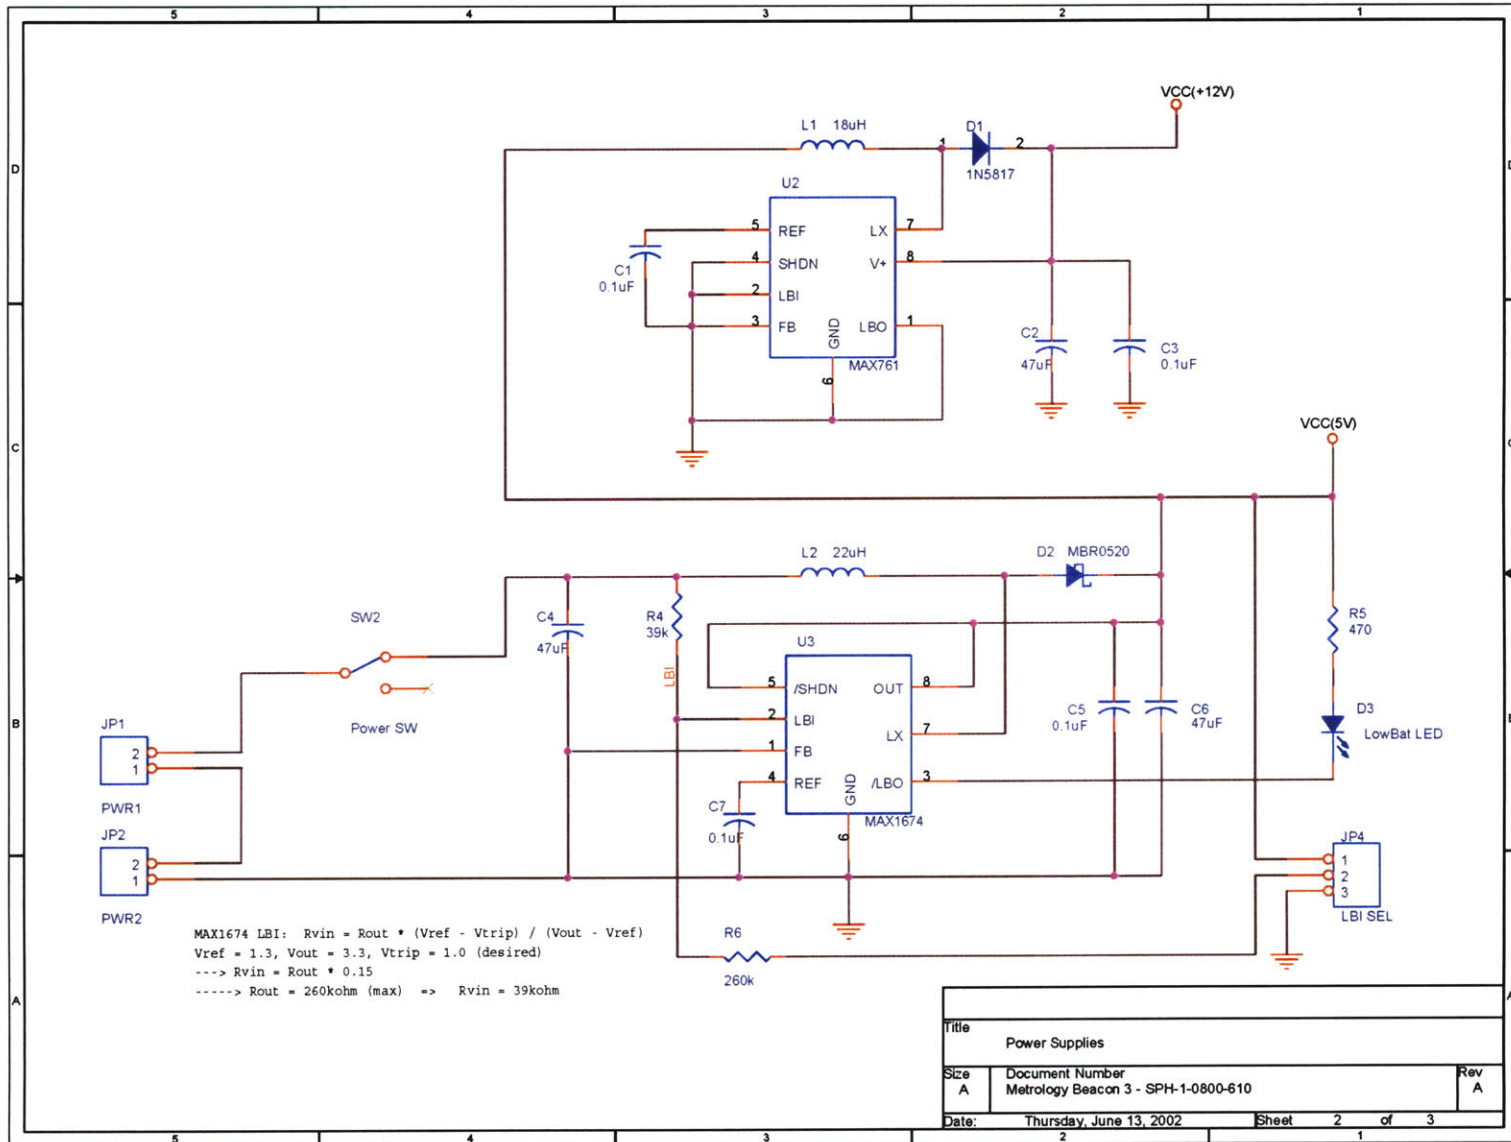 5 4 3 2 1
D
C
B
A
VCC(+12V)
L1 18uH
D1
1 2
1N5817
U2
5 REF LX 7
4 SHDN V+ 8
2 LBI
3 FB LBO 1
GND
6
MAX761
C1
0.1uF
C2
47uF
C3
0.1uF
VCC(5V)
L2 22uH
D2 MBR0520
SW2
Power SW
C4
47uF
R4
39k
LBI
U3
5 /SHDN OUT 8
2 LBI
LX 7
1 FB
4 REF /LBO 3
GND
6
MAX1674
C7
0.1uF
C5
0.1uF
C6
47uF
R5
470
D3
LowBat LED
JP1
2
1
PWR1
JP2
2
1
PWR2
JP4
1
2
3
LBI SEL
R6
260k
MAX1674 LBI: Rvin = Rout * (Vref - Vtrip) / (Vout - Vref)
Vref = 1.3, Vout = 3.3, Vtrip = 1.0 (desired)
---> Rvin = Rout * 0.15
-----> Rout = 260kohm (max) => Rvin = 39kohm
Title
Power Supplies
Size
A
Document Number
Metrology Beacon 3 - SPH-1-0800-610
Rev
A
Date: Thursday, June 13, 2002 Sheet 2 of 3
5 4 3 2 1